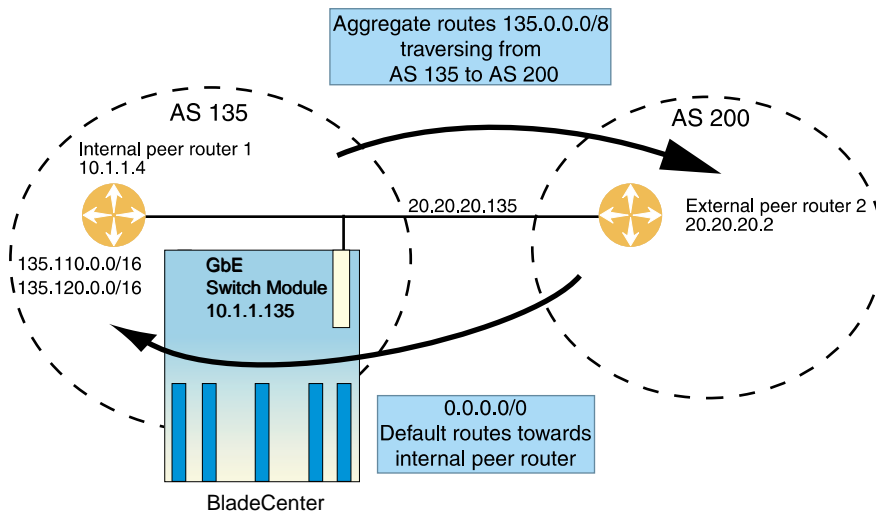 Aggregate routes 135.0.0.0/8
traversing from
AS 135 to AS 200
AS 135
AS 200
Internal peer router 1
10.1.1.4
20.20.20.135
External peer router 2
20.20.20.2
135.110.0.0/16
135.120.0.0/16
GbE
Switch Module
10.1.1.135
0.0.0.0/0
Default routes towards
internal peer router
BladeCenter